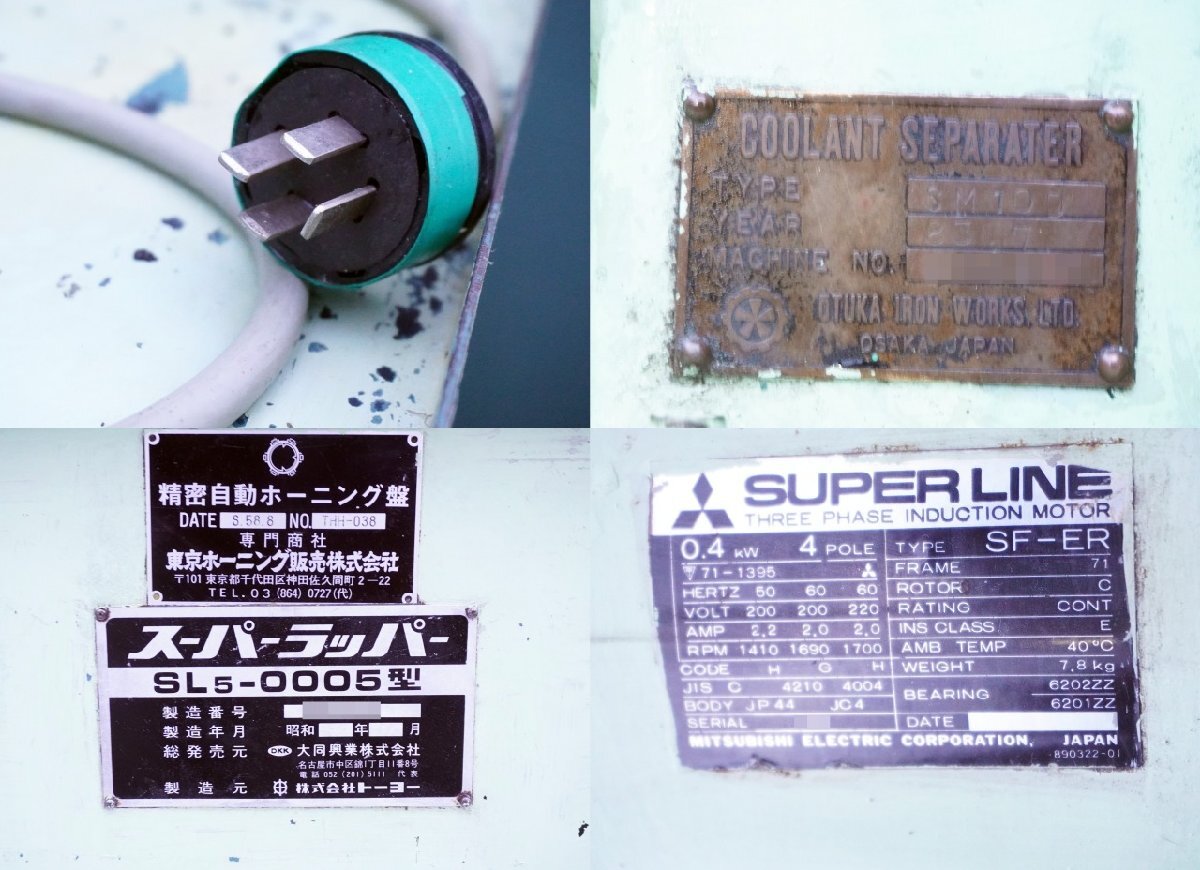 COOLANT SEPARATER
TYPE SM100
YEAR
MACHINE NO.
OTUKA IRON WORKS, LTD.
OSAKA JAPAN
精密自動ホーニング盤
DATE S.58.8 NO. THH-038
専門商社
東京ホーニング販売株式会社
〒101 東京都千代田区神田佐久間町2-22
TEL. 03 (864) 0727(代)
スーパーラッパー
SL5-0005型
製造番号
製造年月 昭和 年 月
総発売元 DKK 大同興業株式会社
名古屋市中区錦1丁目11番8号
電話 052 (201) 5111 代表
製造元 株式会社トーヨー
SUPER LINE
THREE PHASE INDUCTION MOTOR
0.4 kW 4 POLE
71-1395
HERTZ 50 60 60
VOLT 200 200 220
AMP 2.2 2.0 2.0
RPM 1410 1690 1700
CODE H G H
JIS C 4210 4004
BODY JP44 JC4
SERIAL
TYPE SF-ER
FRAME 71
ROTOR C
RATING CONT
INS CLASS E
AMB TEMP 40°C
WEIGHT 7.8 kg
BEARING 6202ZZ
6201ZZ
DATE
MITSUBISHI ELECTRIC CORPORATION, JAPAN
890322-01